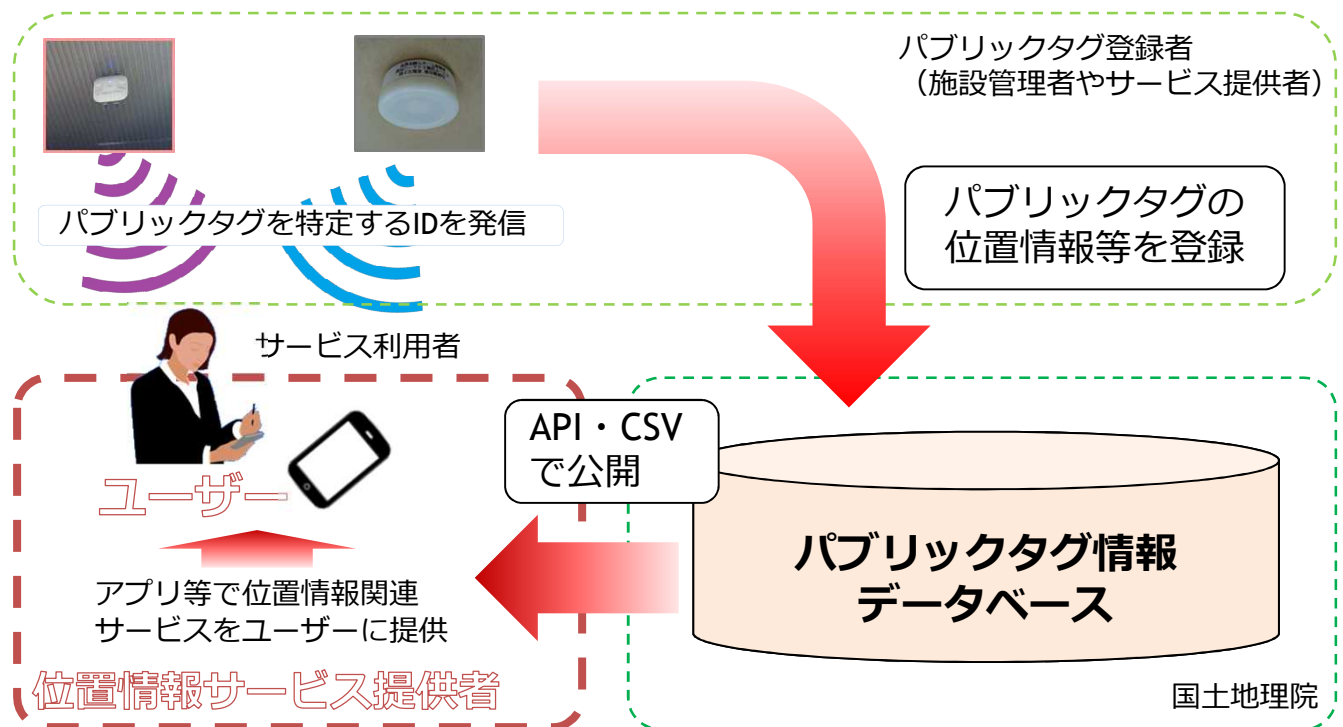 パブリックタグ登録者
（施設管理者やサービス提供者）
パブリックタグを特定するIDを発信
パブリックタグの
位置情報等を登録
サービス利用者
API・CSV
で公開
ユーザー
アプリ等で位置情報関連
サービスをユーザーに提供
位置情報サービス提供者
パブリックタグ情報
データベース
国土地理院